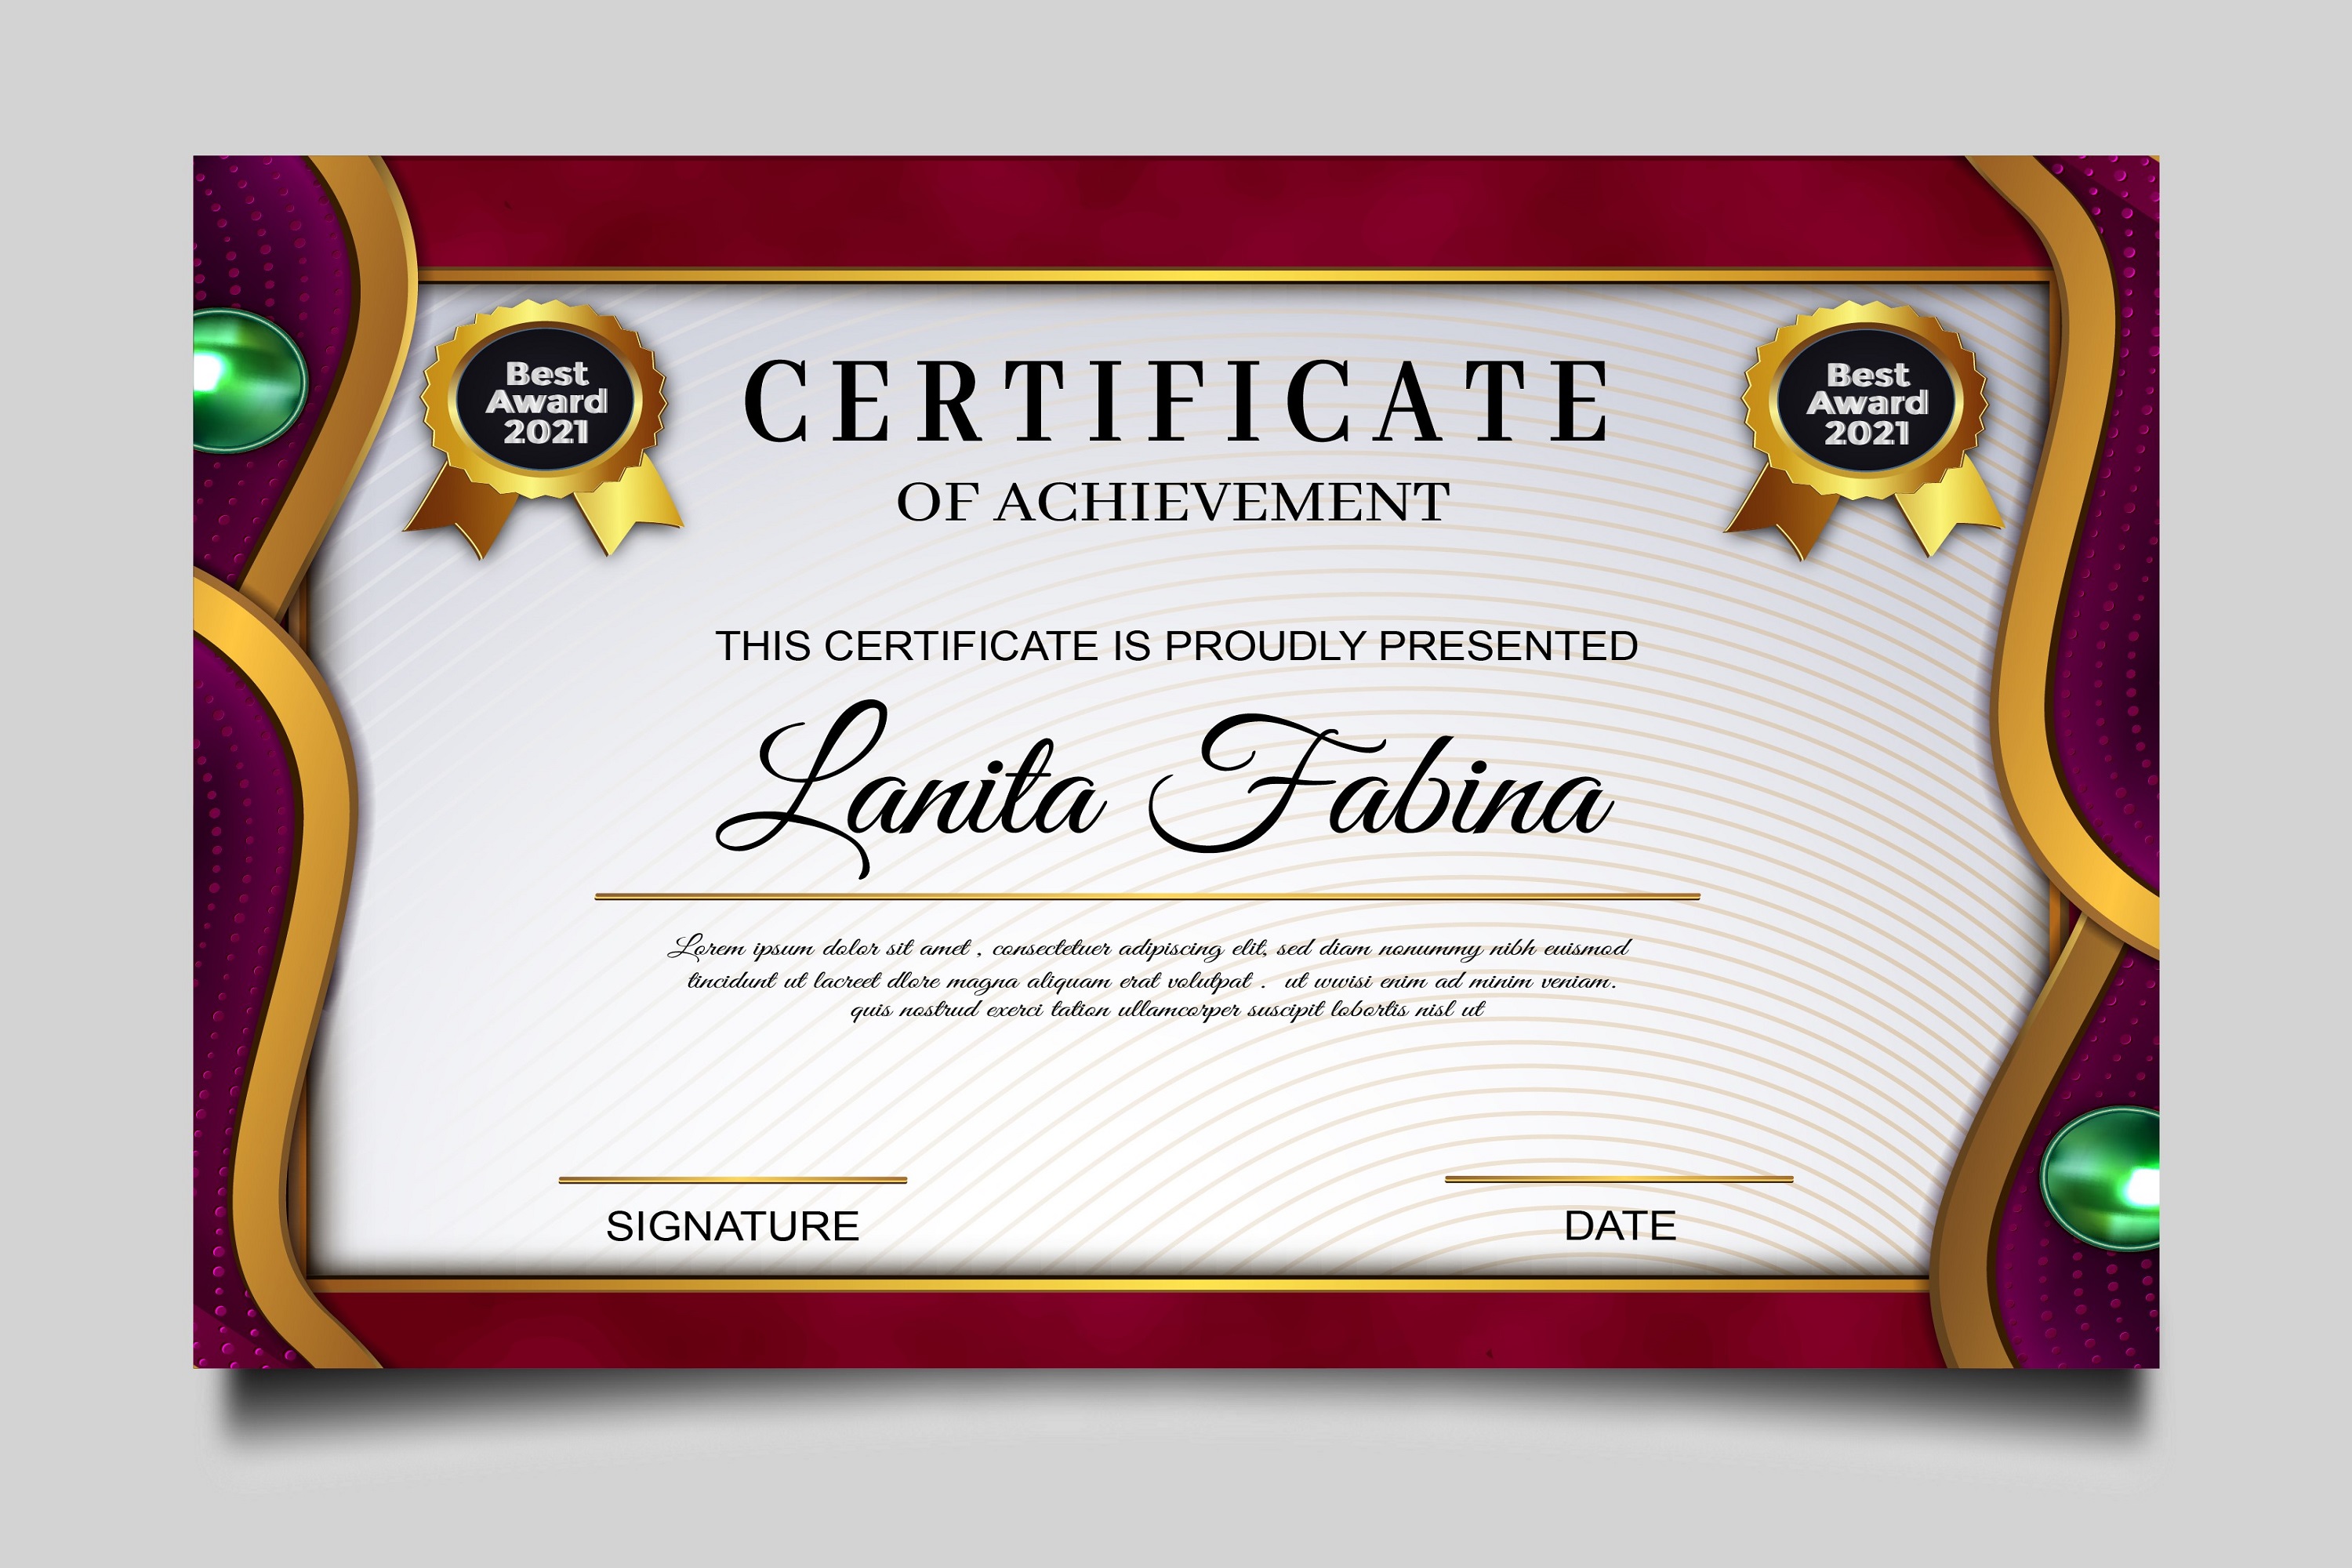 Best
Award
2021
CERTIFICATE
OF ACHIEVEMENT
Best
Award
2021
THIS CERTIFICATE IS PROUDLY PRESENTED
Lanita Fabina
Lorem ipsum dolor sit amet , consectetuer adipiscing elit, sed diam nonummy nibh euismod
tincidunt ut lacreet dlore magna aliquam erat volutpat .  ut wwisi enim ad minim veniam.
quis nostrud exerci tation ullamcorper suscipit lobortis nisl ut
SIGNATURE
DATE